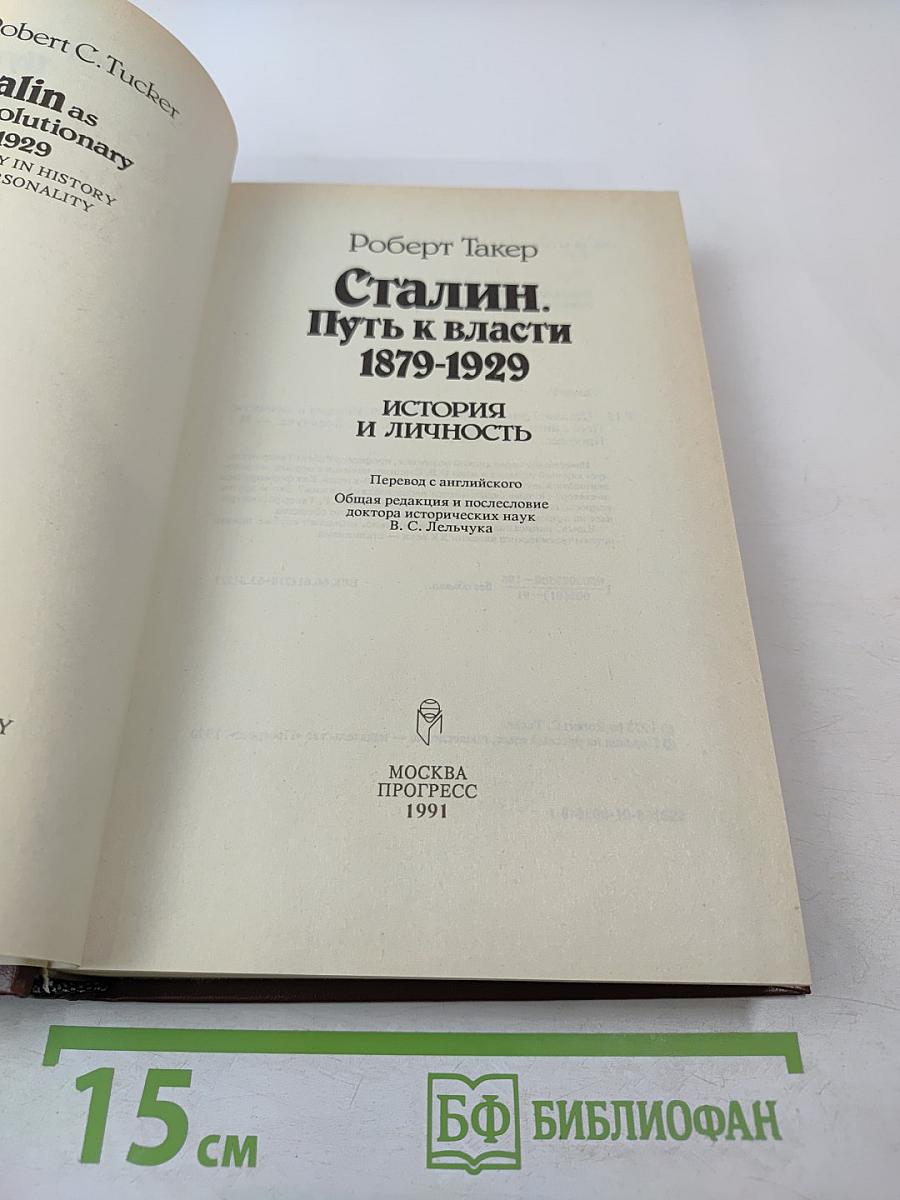 Robert C. Tucker
alin as
olutionary
1929
Y IN HISTORY
RSONALITY
Y
Роберт Такер
Сталин.
Путь к власти
1879-1929
ИСТОРИЯ
И ЛИЧНОСТЬ
Перевод с английского
Общая редакция и послесловие
доктора исторических наук
В. С. Лельчука
МОСКВА
ПРОГРЕСС
1991
15 см
БФ БИБЛИОФАН